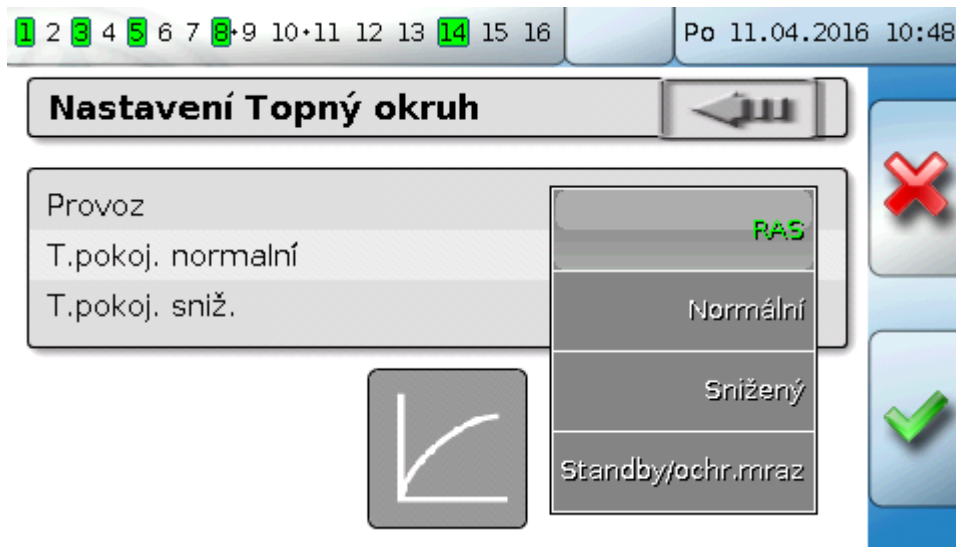 1 2 3 4 5 6 7 8•9 10•11 12 13 14 15 16
Po 11.04.2016 10:48
Nastavení Topný okruh
Provoz
T.pokoj. normalní
T.pokoj. sniž.
RAS
Normální
Snižený
Standby/ochr.mraz